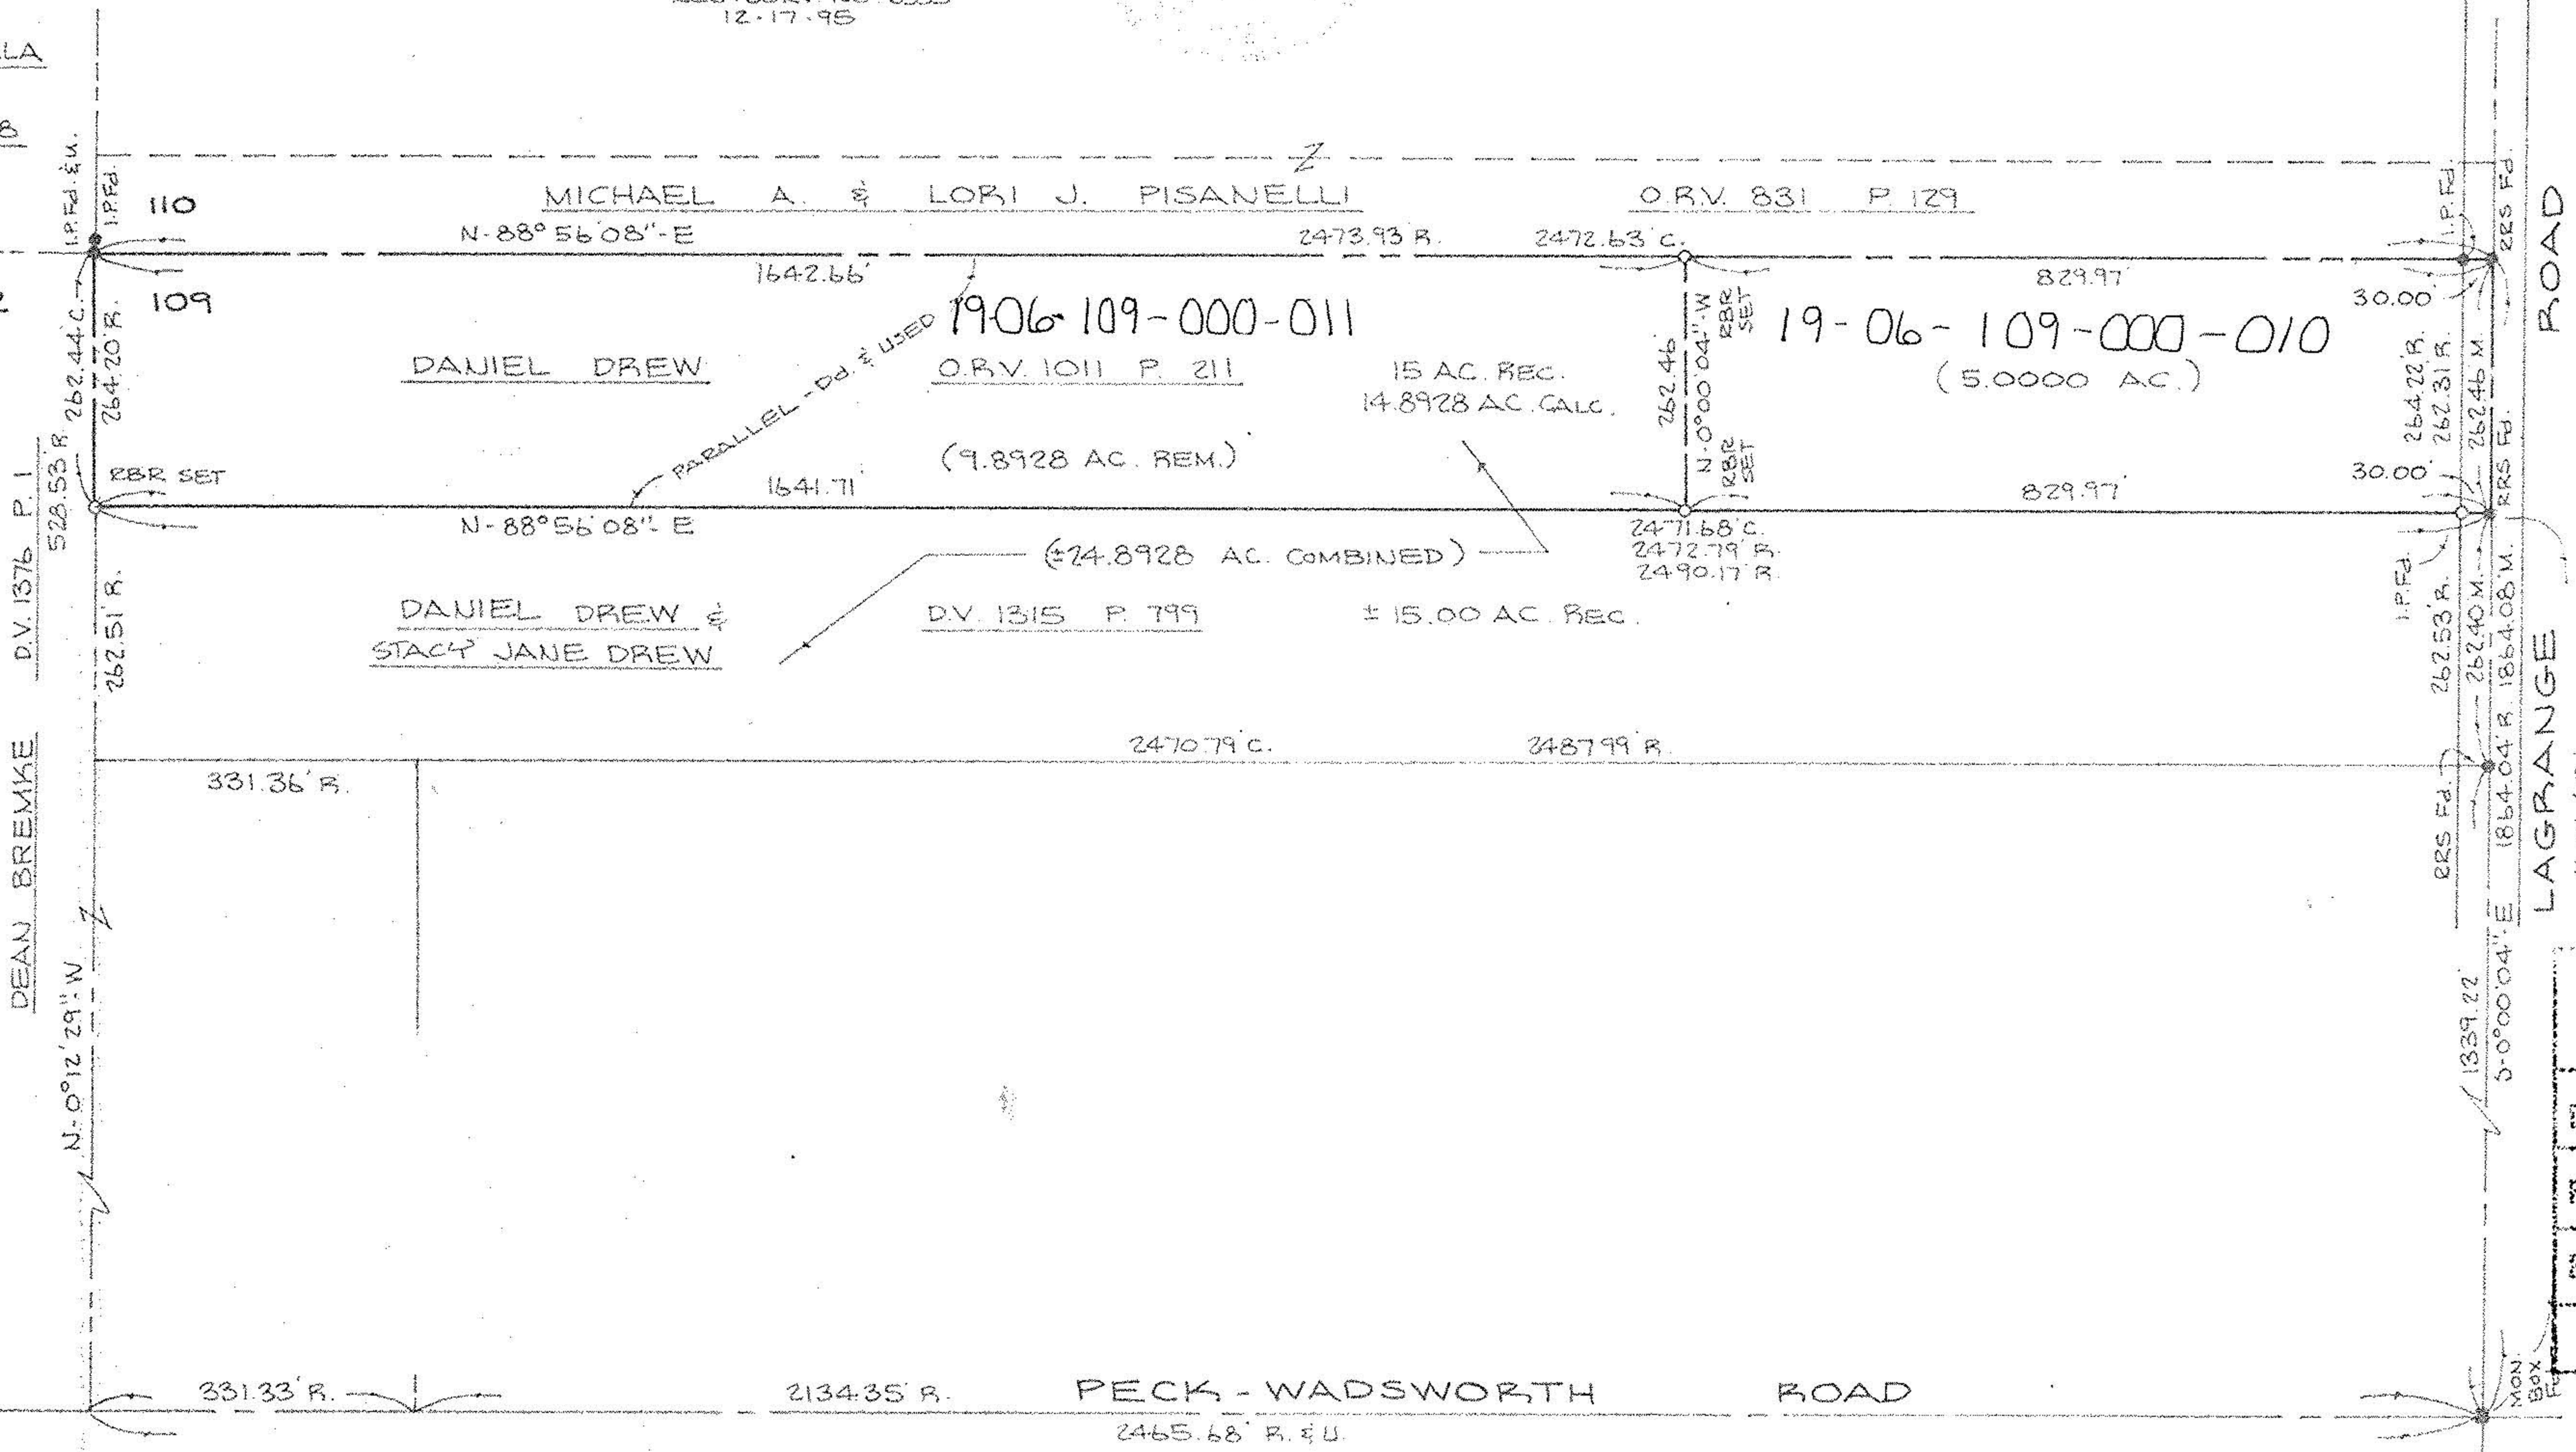 12-17-95
LA
8
I.P.Fd. & U.
I.P.Fd.
110
MICHAEL A. & LORI J. PISANELLI O.R.V. 831 P. 129
N-88°56'08"-E 2473.93'R. 2472.63'C.
1642.66' 829.97'
109
1906-109-000-011
19-06-109-000-010
(5.0000 AC.)
30.00'
I.P.Fd.
RRS Fd.
ROAD
262.44'C.
264.20'R.
DANIEL DREW
O.R.V. 1011 P. 211
15 AC. REC.
14.8928 AC. CALC.
PARALLEL - Dd. & USED
(9.8928 AC. REM.)
262.46'
N-0°00'04"-W
RBR SET
RBR SET
264.22'R.
262.31'R.
262.46'M.
RRS Fd.
30.00'
RBR SET
1641.71' 829.97'
N-88°56'08"-E
2471.68'C.
2472.79'R.
2490.17'R.
(±24.8928 AC. COMBINED)
D.V. 1376 P. 1
528.53'R.
262.51'R.
DANIEL DREW &
STACY JANE DREW
D.V. 1315 P. 799
± 15.00 AC. REC.
I.P.Fd.
262.53'R.
262.40'M.
1864.04'R. 1864.08'M.
LAGRANGE
2470.79'C. 2487.99'R.
331.36'R.
RRS Fd.
DEAN BREMKE
N-0°12'29"-W
1339.22'
S-0°00'04"-E
331.33'R. 2134.35'R. PECK-WADSWORTH ROAD
2465.68' R. & U.
MON.
BOX